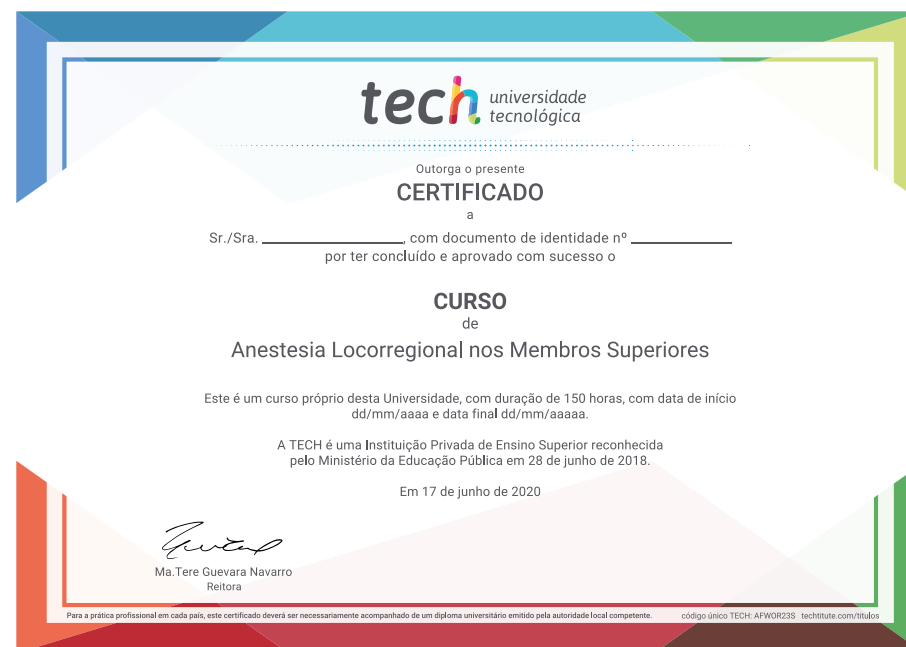 tech universidade
tecnológica
Outorga o presente
CERTIFICADO
a
Sr./Sra. ________________, com documento de identidade nº ____________
por ter concluído e aprovado com sucesso o
CURSO
de
Anestesia Locorregional nos Membros Superiores
Este é um curso próprio desta Universidade, com duração de 150 horas, com data de início
dd/mm/aaaa e data final dd/mm/aaaaa.
A TECH é uma Instituição Privada de Ensino Superior reconhecida
pelo Ministério da Educação Pública em 28 de junho de 2018.
Em 17 de junho de 2020
Ma.Tere Guevara Navarro
Reitora
Para a prática profissional em cada país, este certificado deverá ser necessariamente acompanhado de um diploma universitário emitido pela autoridade local competente. código único TECH: AFWOR23S techtitute.com/titulos